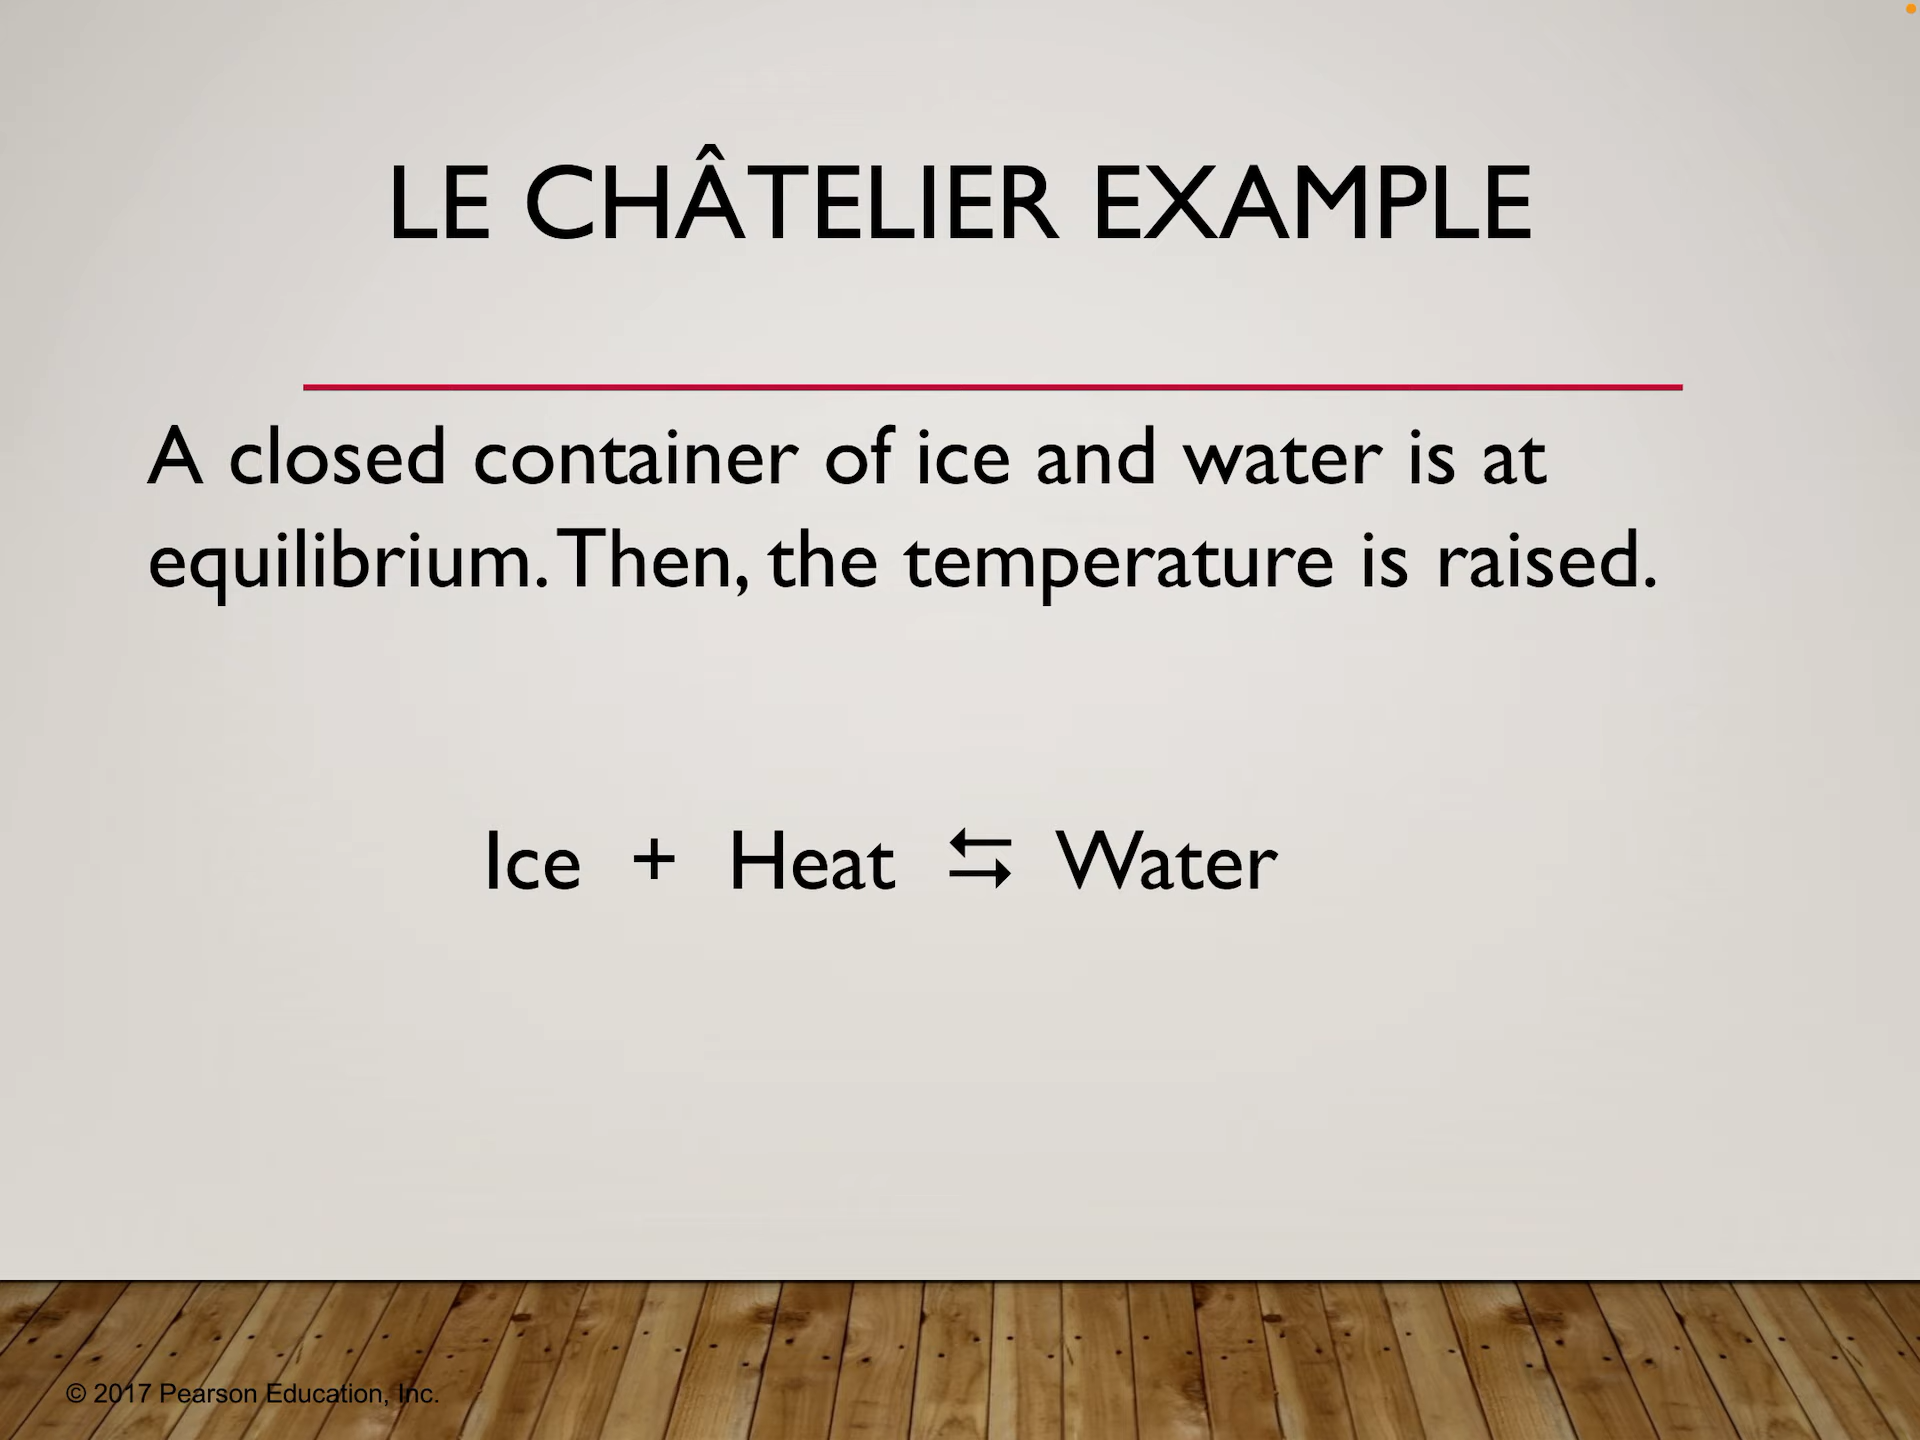 LE CHÂTELIER EXAMPLE
A closed container of ice and water is at
equilibrium. Then, the temperature is raised.
Ice + Heat ⇆ Water
© 2017 Pearson Education, Inc.